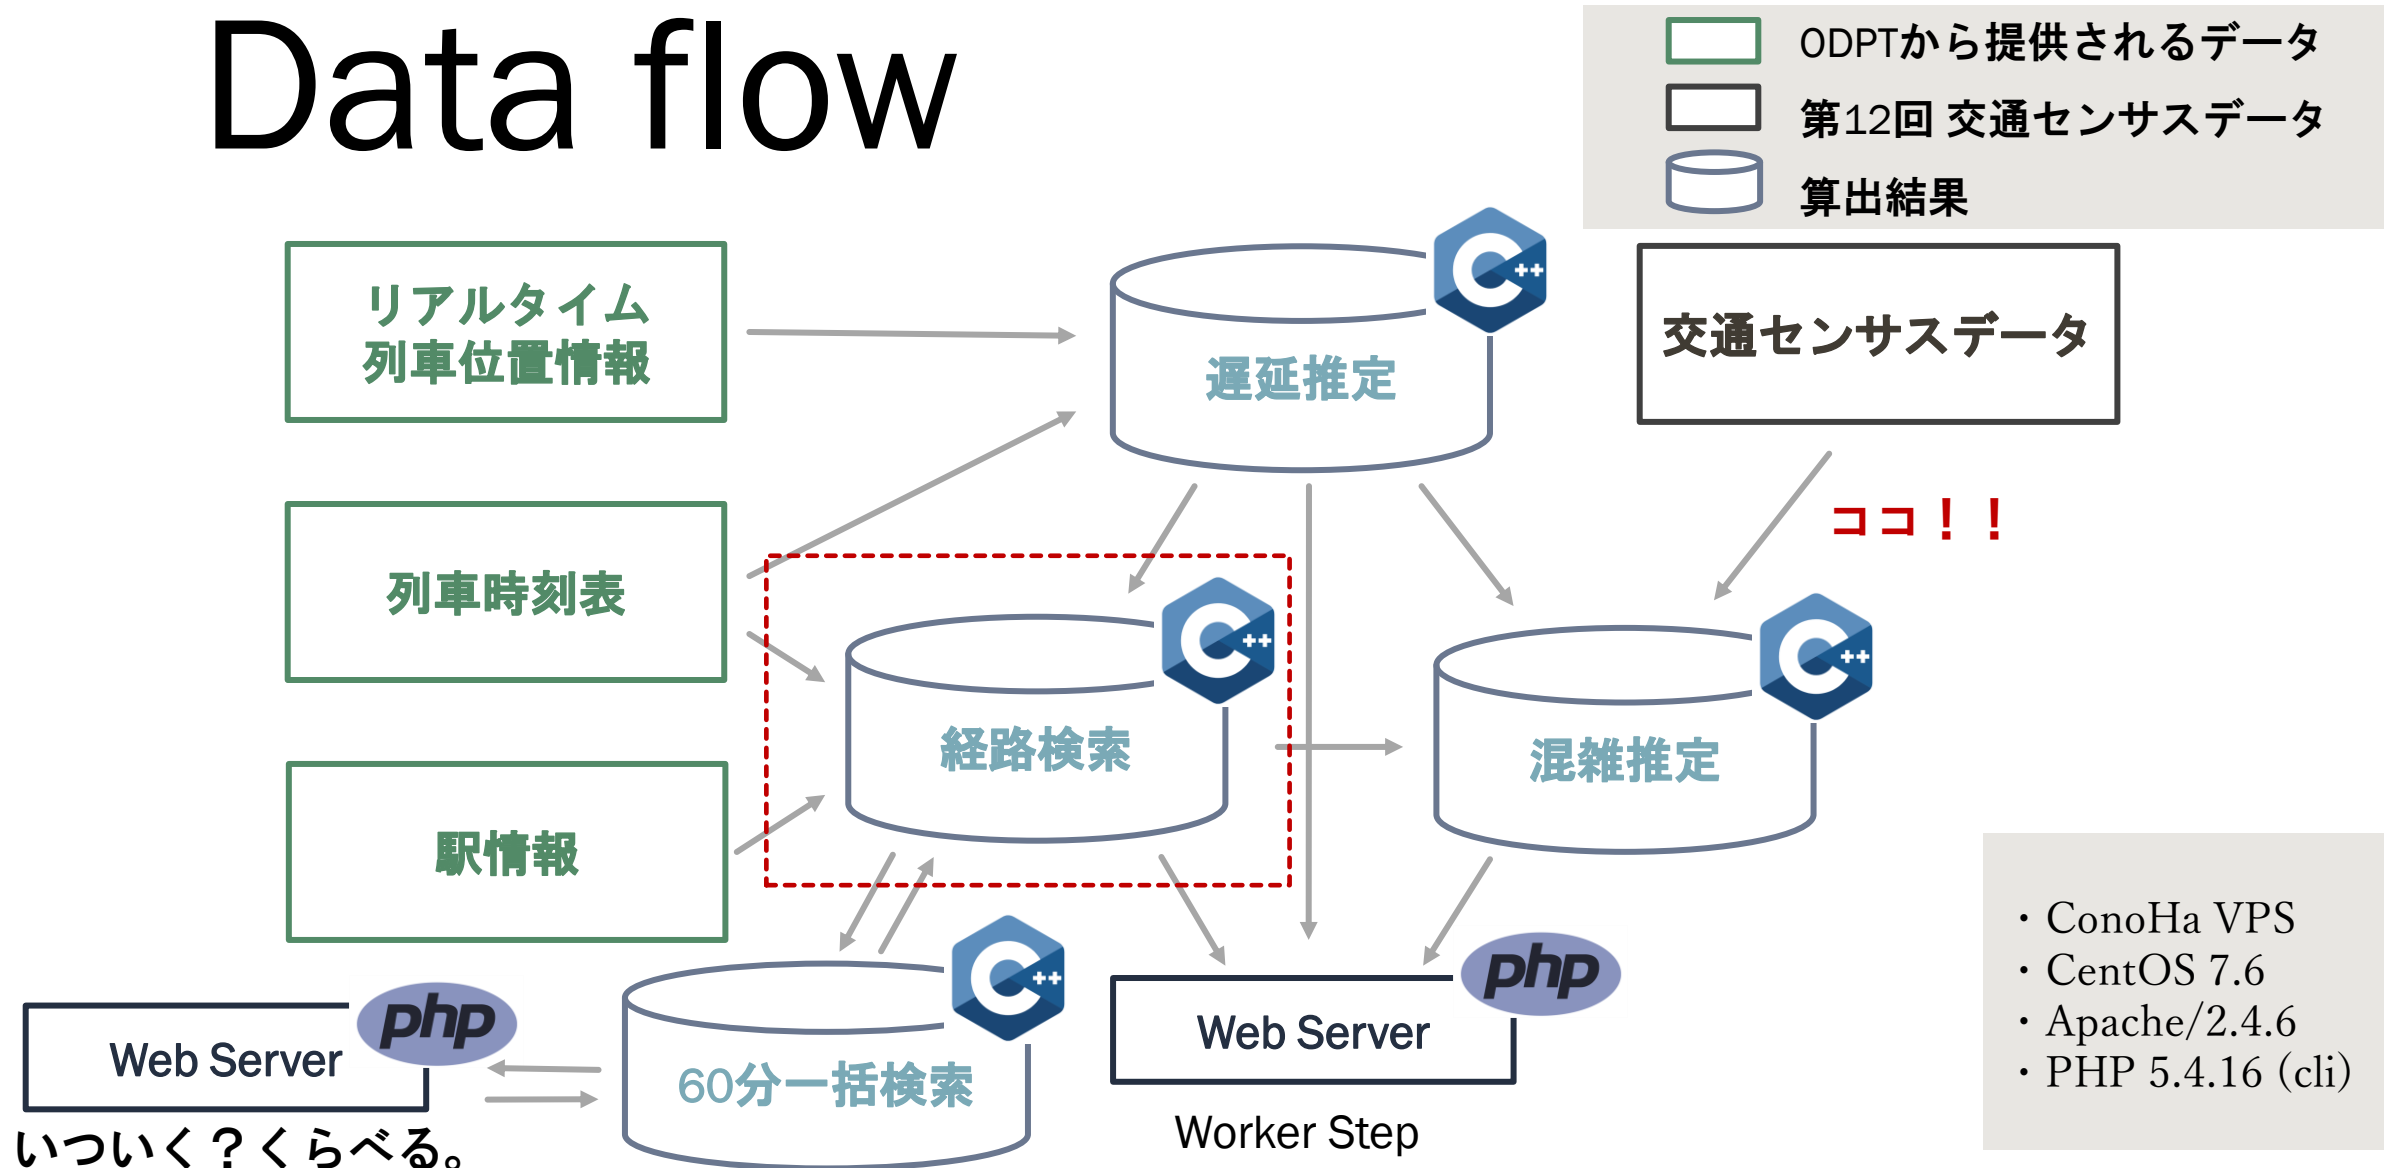 Data flow
ODPTから提供されるデータ
第12回 交通センサスデータ
算出結果
リアルタイム
列車位置情報
C++
遅延推定
交通センサスデータ
ココ！！
列車時刻表
C++
経路検索
C++
混雑推定
駅情報
・ConoHa VPS
・CentOS 7.6
・Apache/2.4.6
・PHP 5.4.16 (cli)
php
Web Server
C++
60分一括検索
php
Web Server
いついく？くらべる。
Worker Step